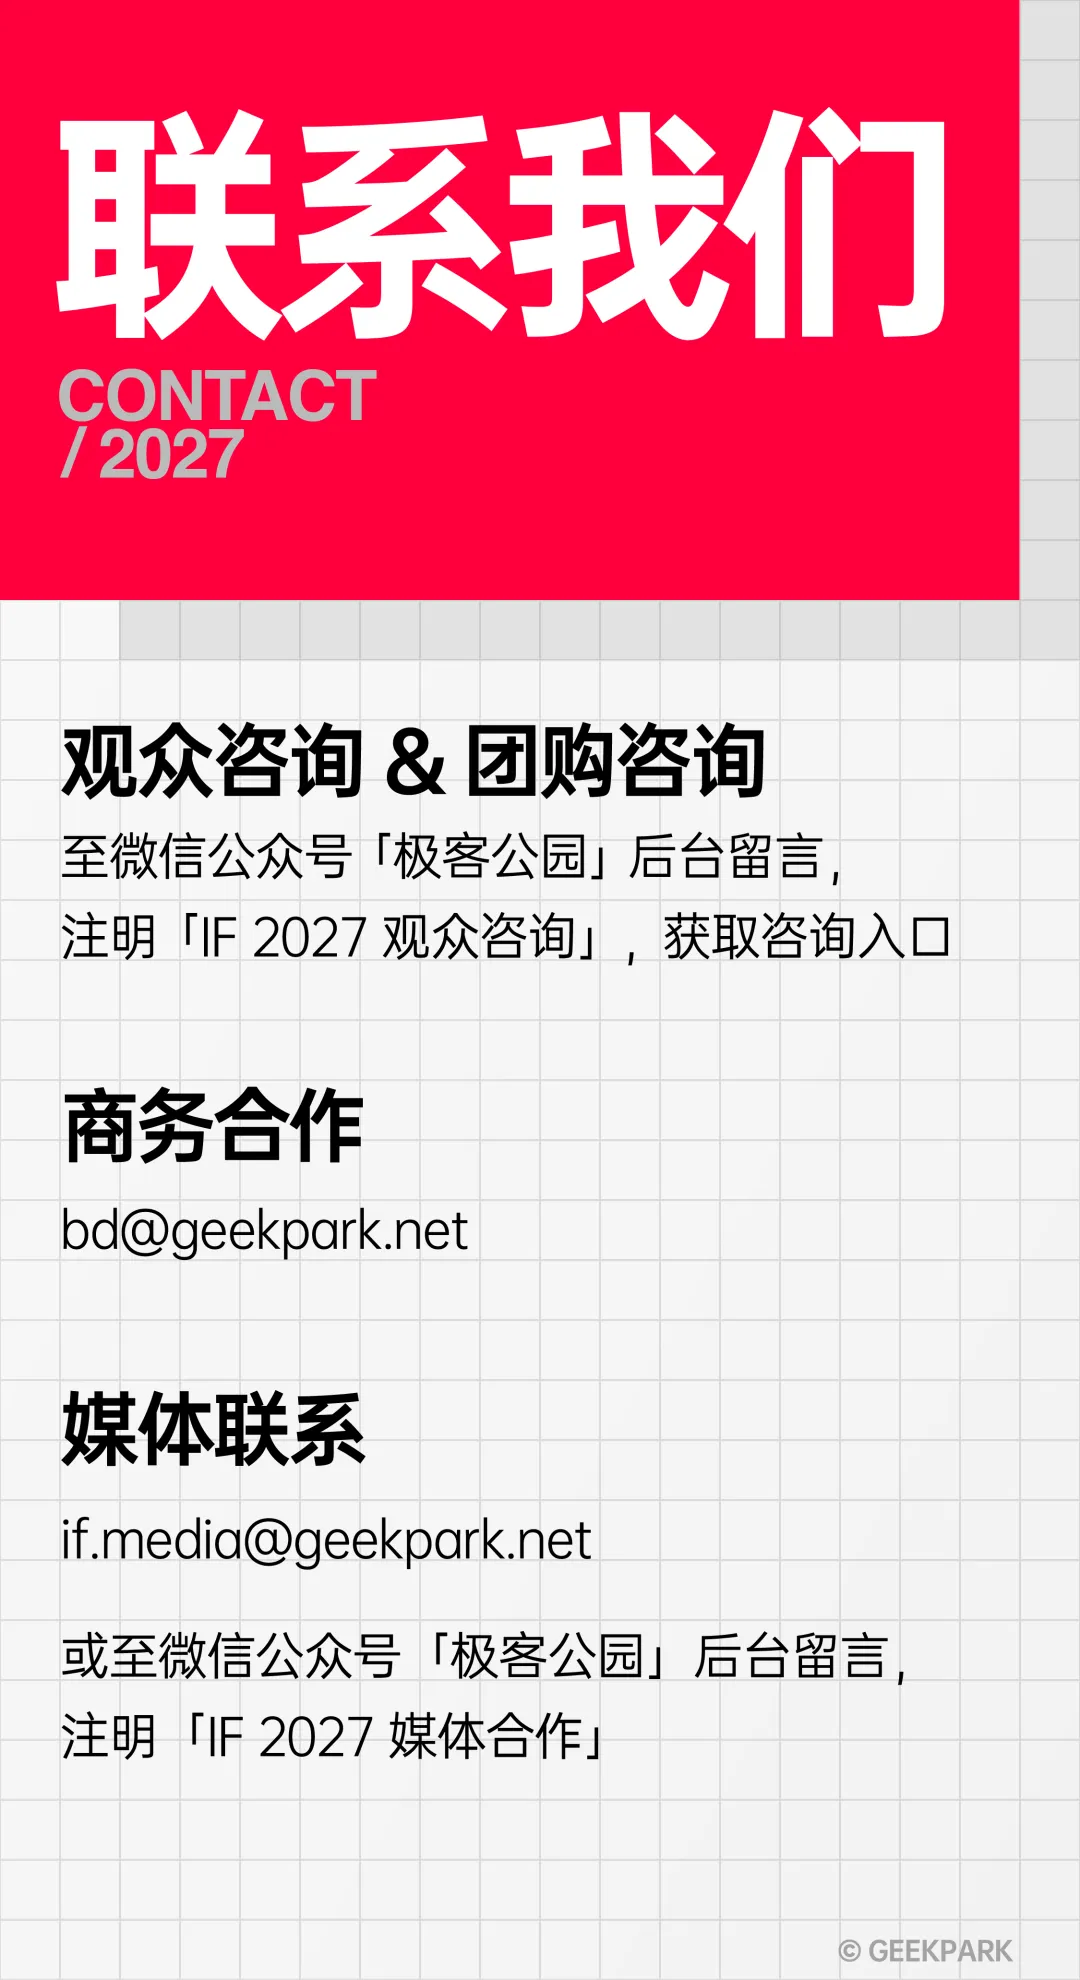 联系我们
CONTACT
/ 2027
观众咨询 & 团购咨询
至微信公众号「极客公园」后台留言，
注明「IF 2027 观众咨询」，获取咨询入口
商务合作
bd@geekpark.net
媒体联系
if.media@geekpark.net
或至微信公众号「极客公园」后台留言，
注明「IF 2027 媒体合作」
© GEEKPARK